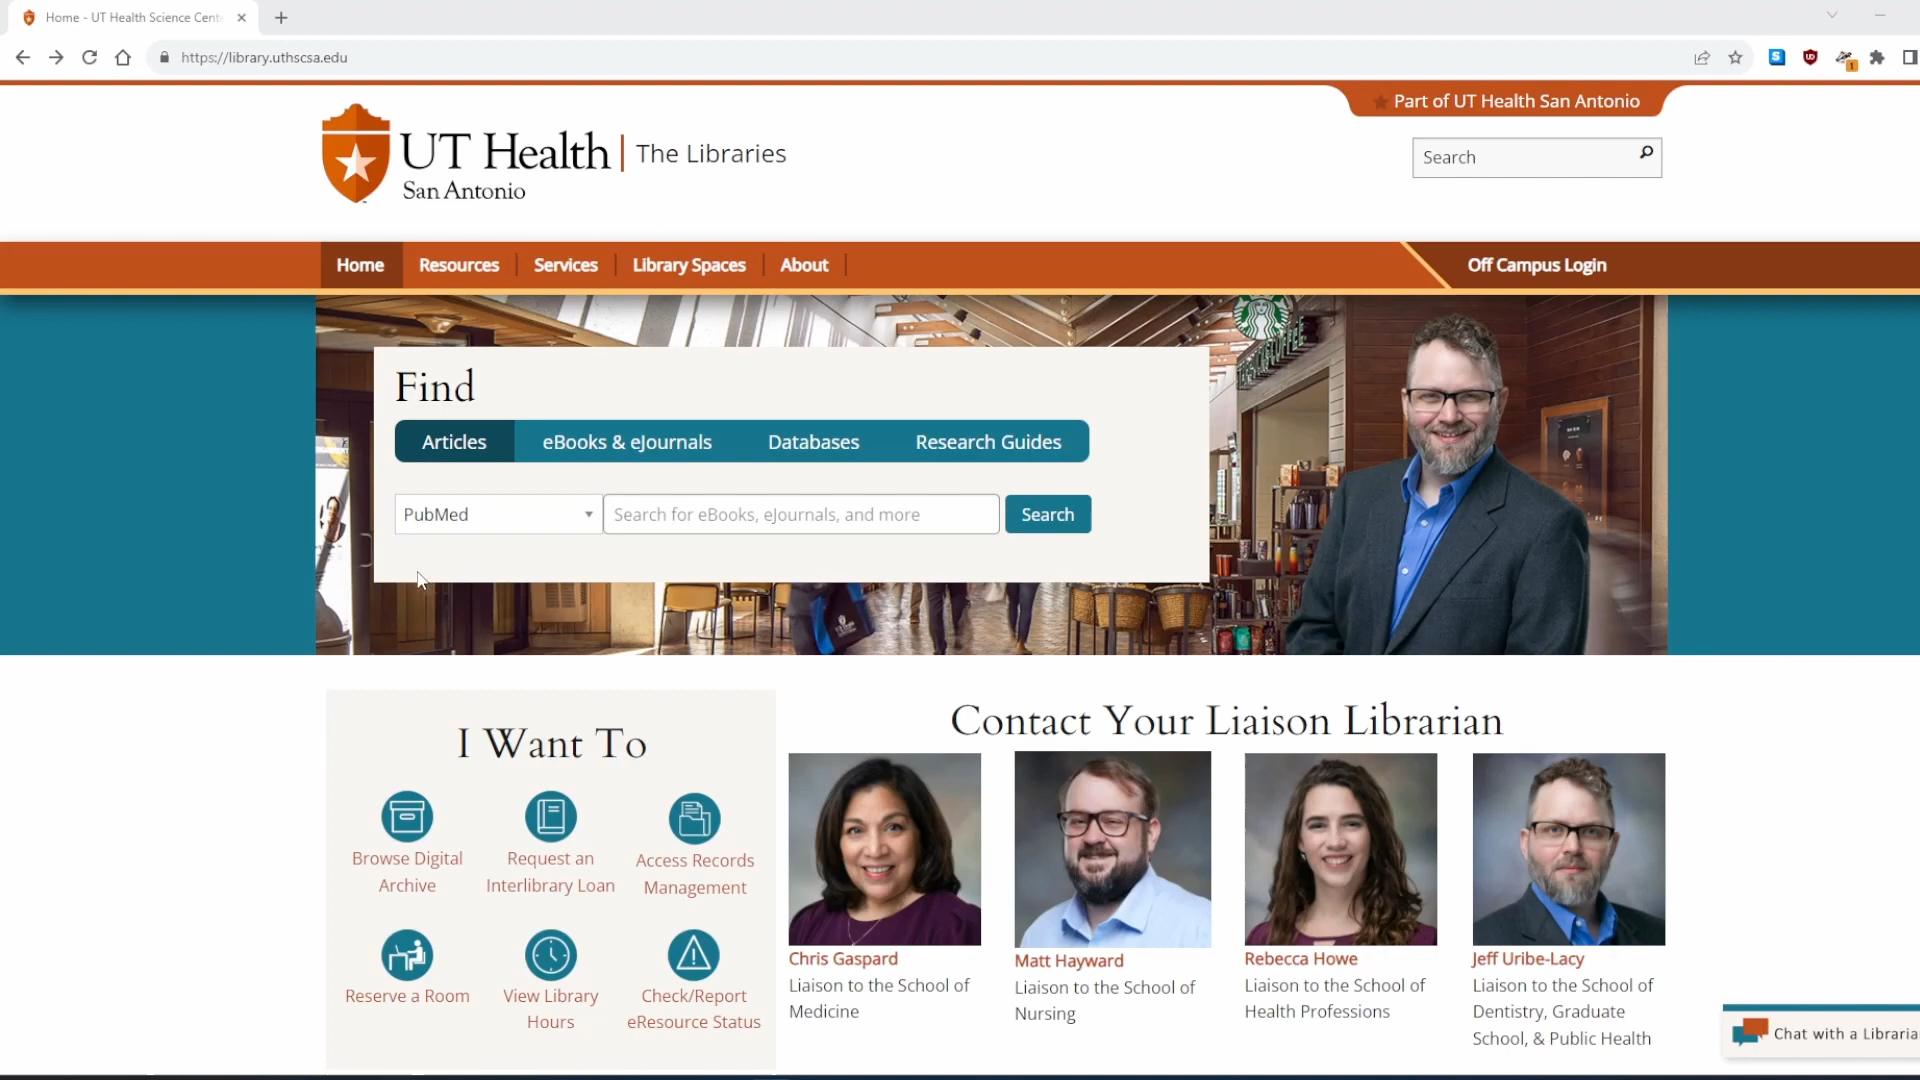 Home - UT Health Science Cent
https://library.uthscsa.edu
Part of UT Health San Antonio
UT Health
San Antonio
The Libraries
Search
Home
Resources
Services
Library Spaces
About
Off Campus Login
Find
Articles
eBooks & eJournals
Databases
Research Guides
PubMed
Search for eBooks, eJournals, and more
Search
I Want To
Browse Digital
Archive
Request an
Interlibrary Loan
Access Records
Management
Reserve a Room
View Library
Hours
Check/Report
eResource Status
Contact Your Liaison Librarian
Chris Gaspard
Liaison to the School of
Medicine
Matt Hayward
Liaison to the School of
Nursing
Rebecca Howe
Liaison to the School of
Health Professions
Jeff Uribe-Lacy
Liaison to the School of
Dentistry, Graduate
School, & Public Health
Chat with a Libraria